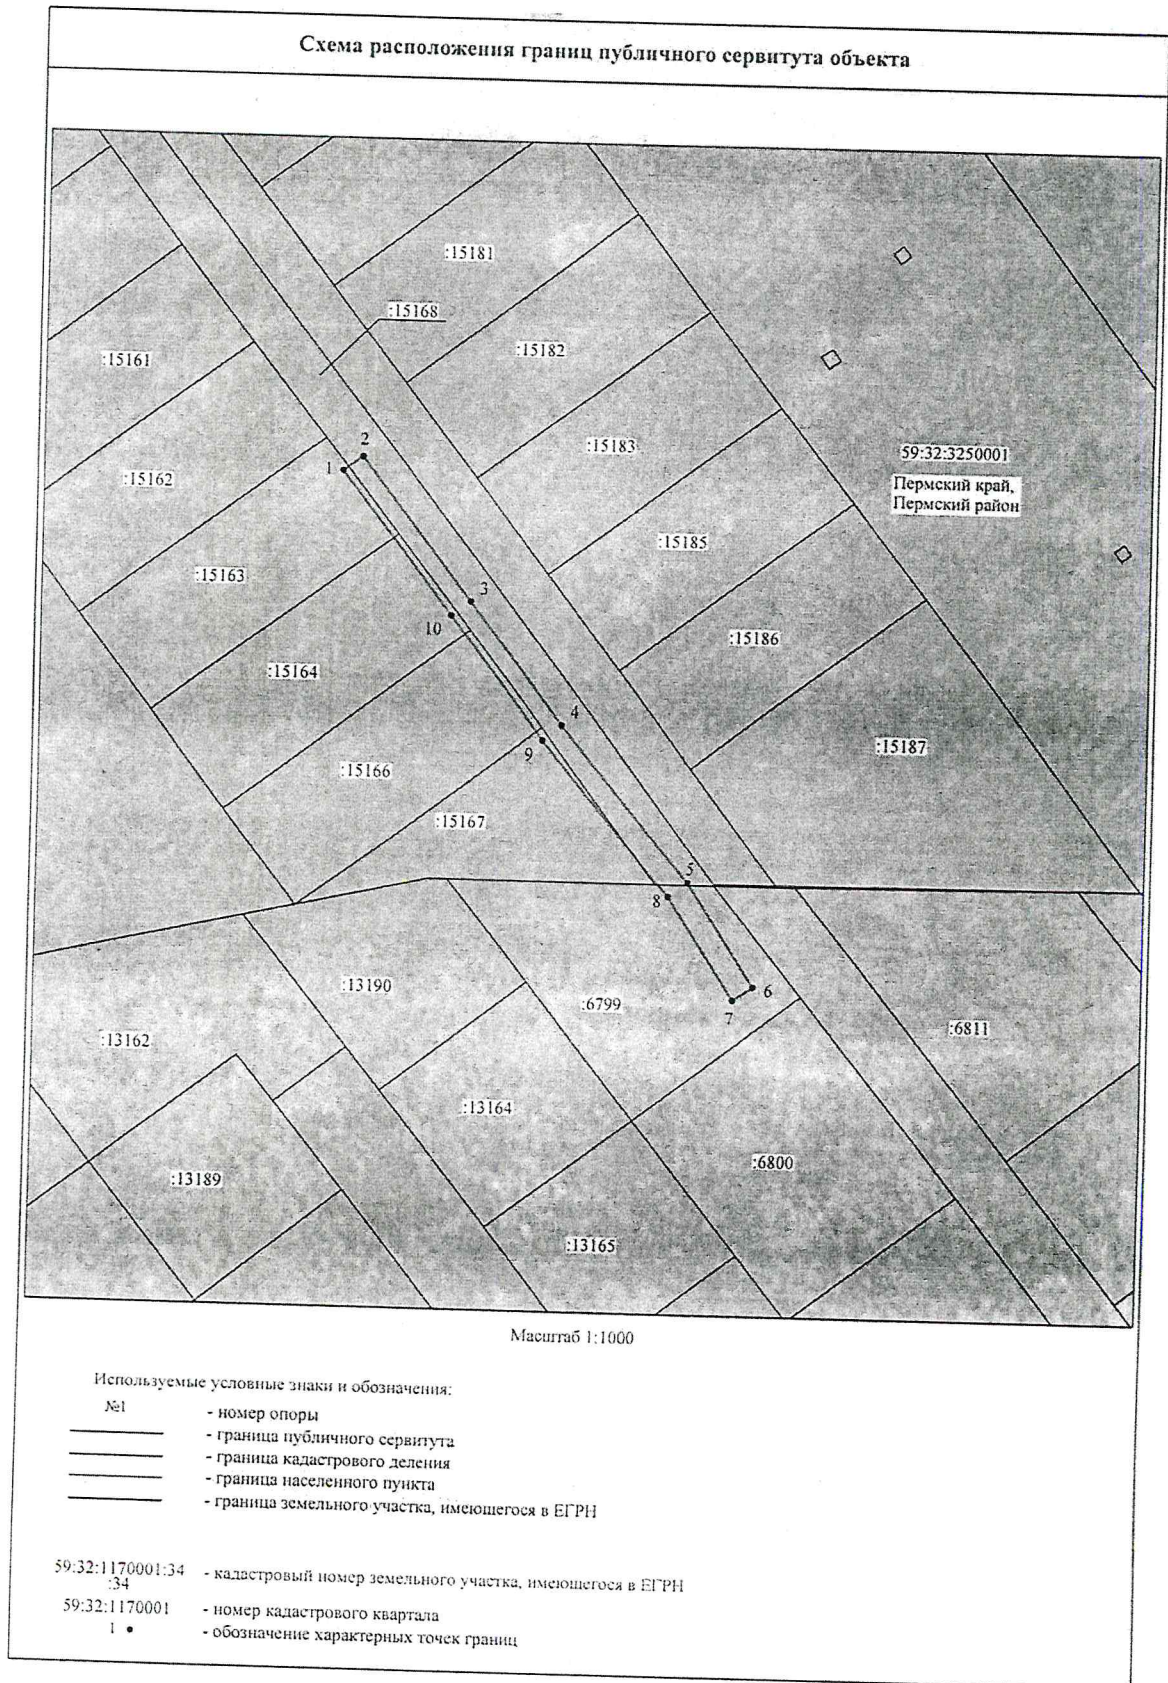 Схема расположения границ публичного сервитута объекта
:15181
:15168
:15182
:15161
:15183
59:32:3250001
Пермский край,
Пермский район
2
1
:15162
:15185
:15163
3
10
:15186
:15164
4
9
:15187
:15166
:15167
5
8
:13190
6
:6799
7
:6811
:13162
:13164
:6800
:13189
:13165
Масштаб 1:1000
Используемые условные знаки и обозначения:
№1 - номер опоры
- граница публичного сервитута
- граница кадастрового деления
- граница населенного пункта
- граница земельного участка, имеющегося в ЕГРН
59:32:1170001:34
:34 - кадастровый номер земельного участка, имеющегося в ЕГРН
59:32:1170001 - номер кадастрового квартала
1 ● - обозначение характерных точек границ